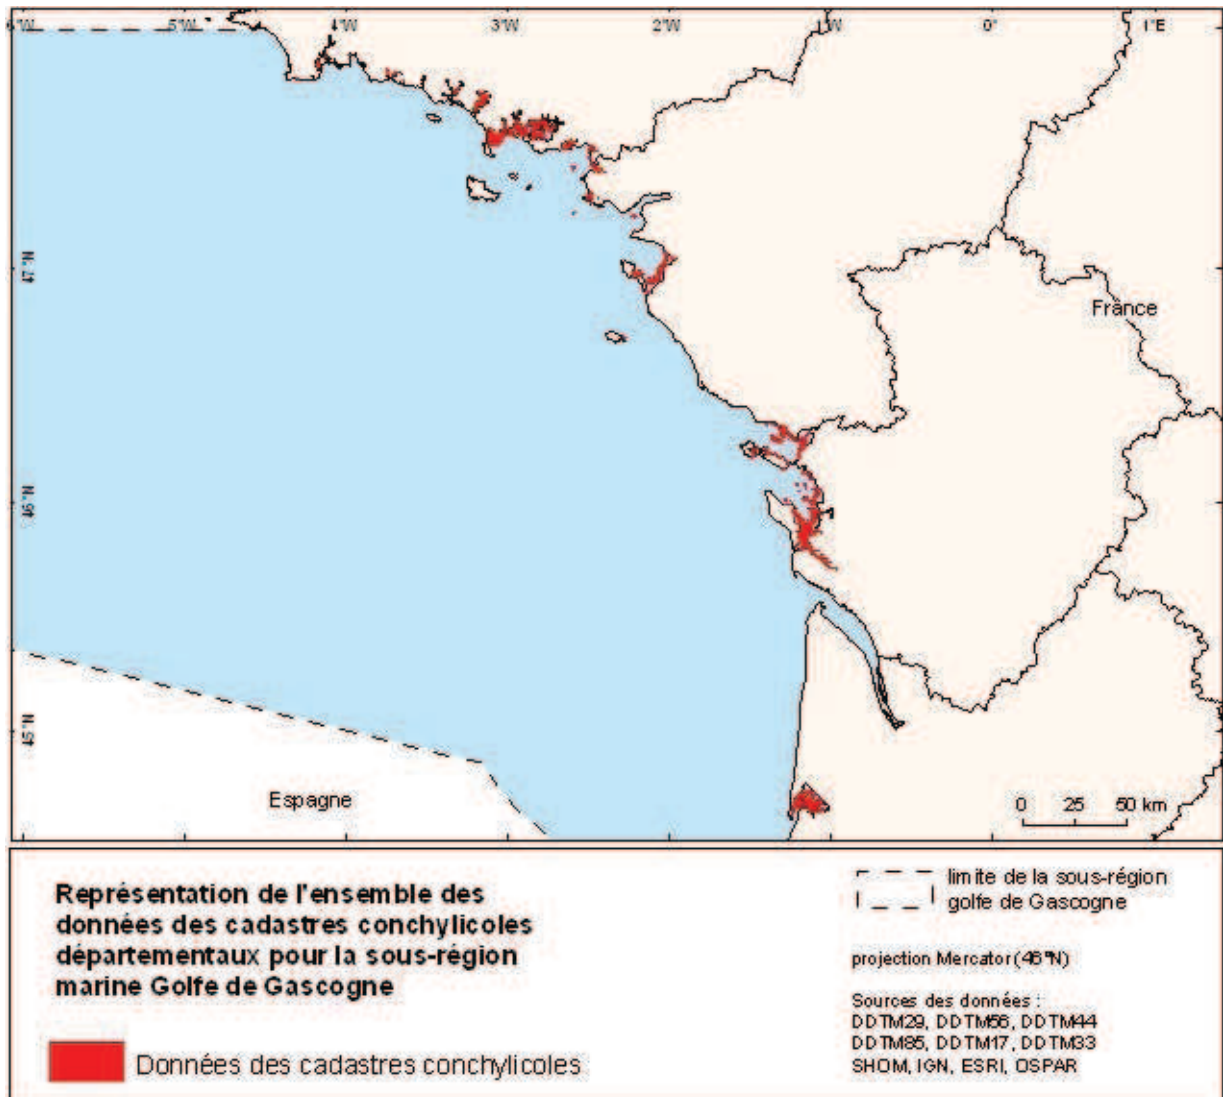 6°W 5°W 4°W 3°W 2°W 1°W 0° 1°E
47°N
France
46°N
45°N
Espagne
0 25 50 km
Représentation de l'ensemble des
données des cadastres conchylicoles
départementaux pour la sous-région
marine Golfe de Gascogne
Données des cadastres conchylicoles
limite de la sous-région
golfe de Gascogne
projection Mercator (46°N)
Sources des données :
DDTM29, DDTM56, DDTM44
DDTM85, DDTM17, DDTM33
SHOM, IGN, ESRI, OSPAR